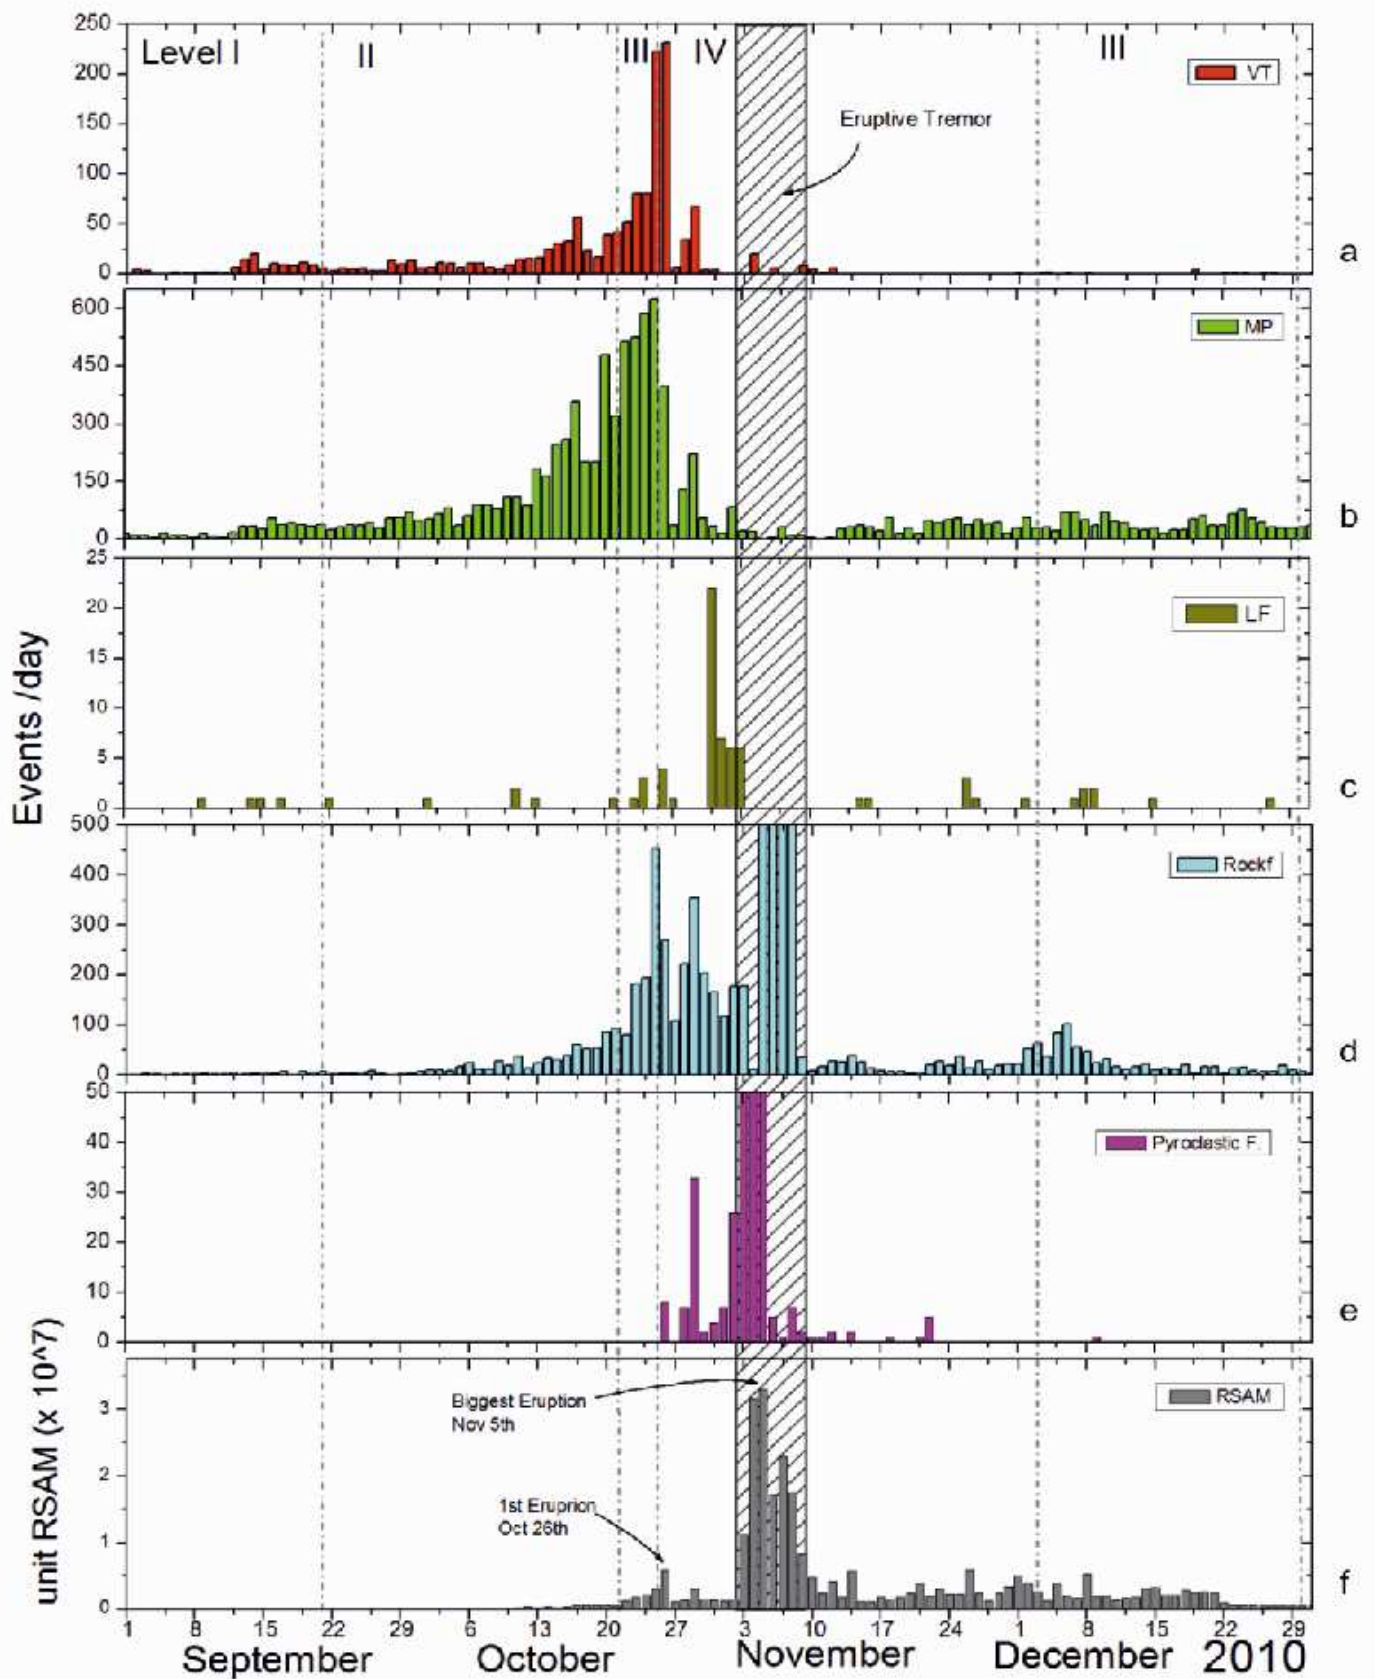 250
Level I
II
III
IV
III
VT
200
150
Eruptive Tremor
100
50
0
a
600
MP
450
300
150
0
b
25
20
LF
15
10
5
0
c
Events /day
500
400
Rockf
300
200
100
0
d
50
40
Pyroclastic F.
30
20
10
0
e
unit RSAM (x 10^7)
3
Biggest Eruption
Nov 5th
RSAM
2
1st Eruprion
Oct 26th
1
0
f
1 8 15 22 29 6 13 20 27 3 10 17 24 1 8 15 22 29
September October November December 2010